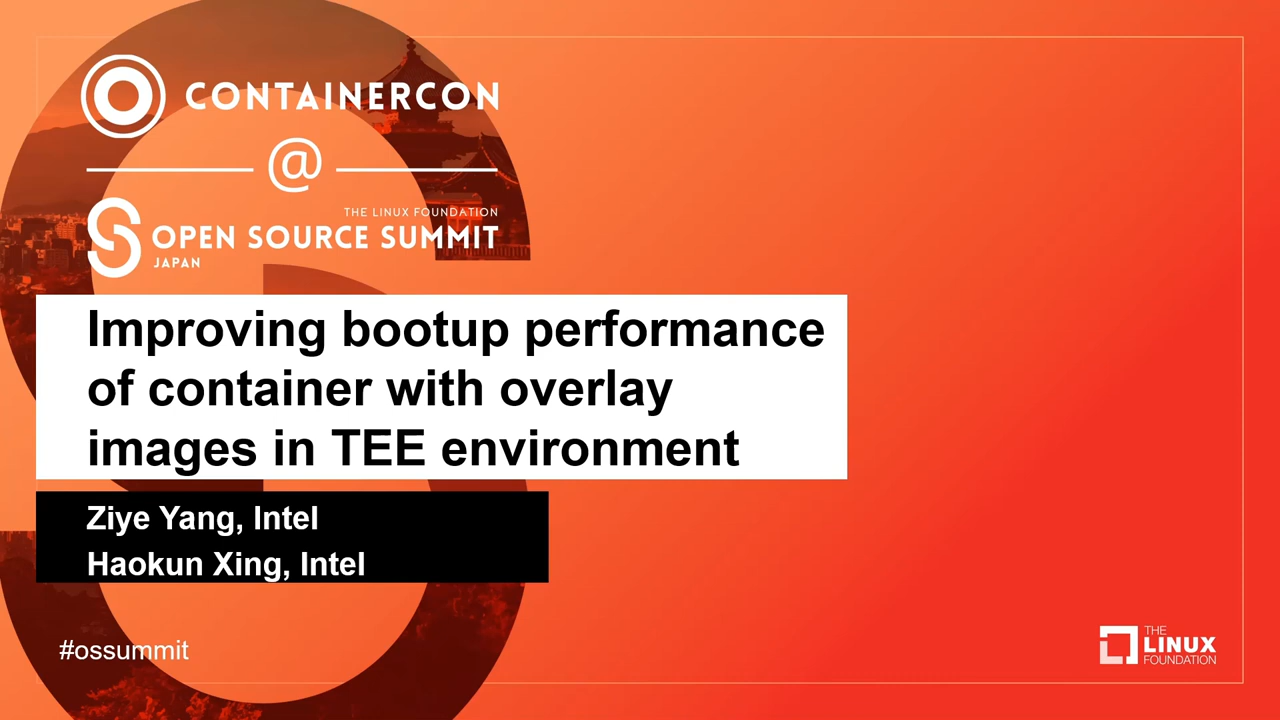 CONTAINERCON
@
THE LINUX FOUNDATION
OPEN SOURCE SUMMIT
JAPAN
Improving bootup performance
of container with overlay
images in TEE environment
Ziye Yang, Intel
Haokun Xing, Intel
#ossummit
THE
LINUX
FOUNDATION